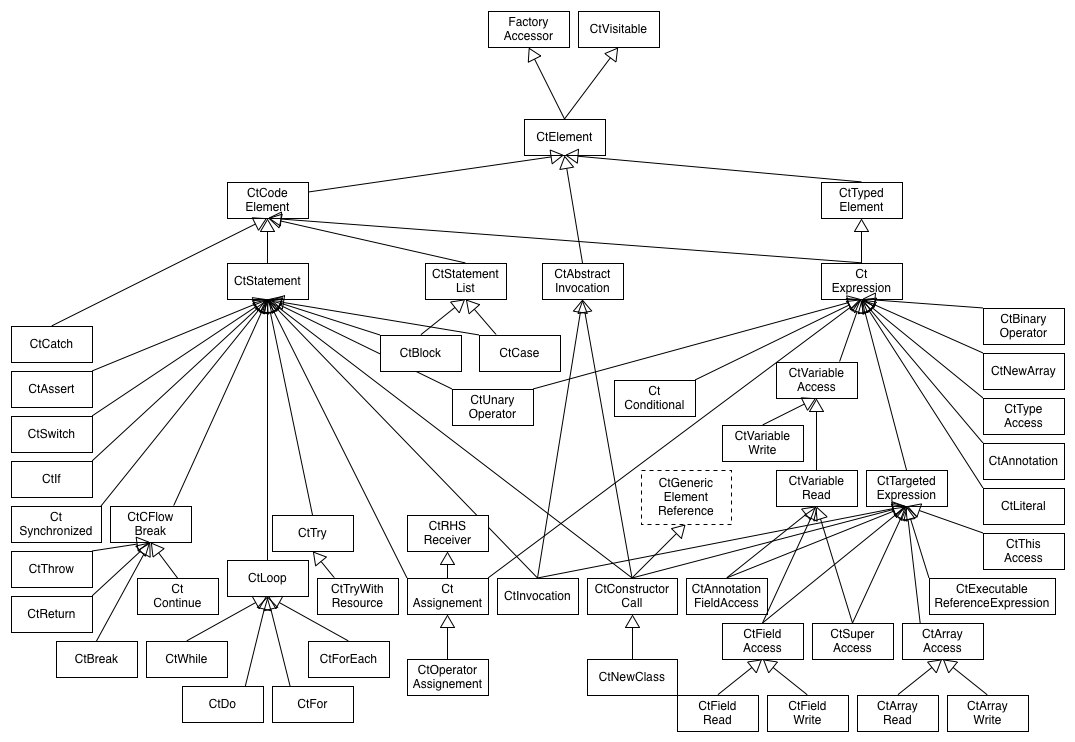 Factory
Accessor
CtVisitable
CtElement
CtCode
Element
CtTyped
Element
CtStatement
CtStatement
List
CtAbstract
Invocation
Ct
Expression
CtCatch
CtBlock
CtCase
CtBinary
Operator
CtAssert
CtUnary
Operator
Ct
Conditional
CtVariable
Access
CtNewArray
CtSwitch
CtVariable
Write
CtType
Access
CtIf
CtGeneric
Element
Reference
CtVariable
Read
CtTargeted
Expression
CtAnnotation
Ct
Synchronized
CtCFlow
Break
CtTry
CtRHS
Receiver
CtLiteral
CtThrow
CtThis
Access
CtReturn
Ct
Continue
CtLoop
CtTryWith
Resource
Ct
Assignement
CtInvocation
CtConstructor
Call
CtAnnotation
FieldAccess
CtExecutable
ReferenceExpression
CtBreak
CtWhile
CtForEach
CtField
Access
CtSuper
Access
CtArray
Access
CtDo
CtFor
CtOperator
Assignement
CtNewClass
CtField
Read
CtField
Write
CtArray
Read
CtArray
Write